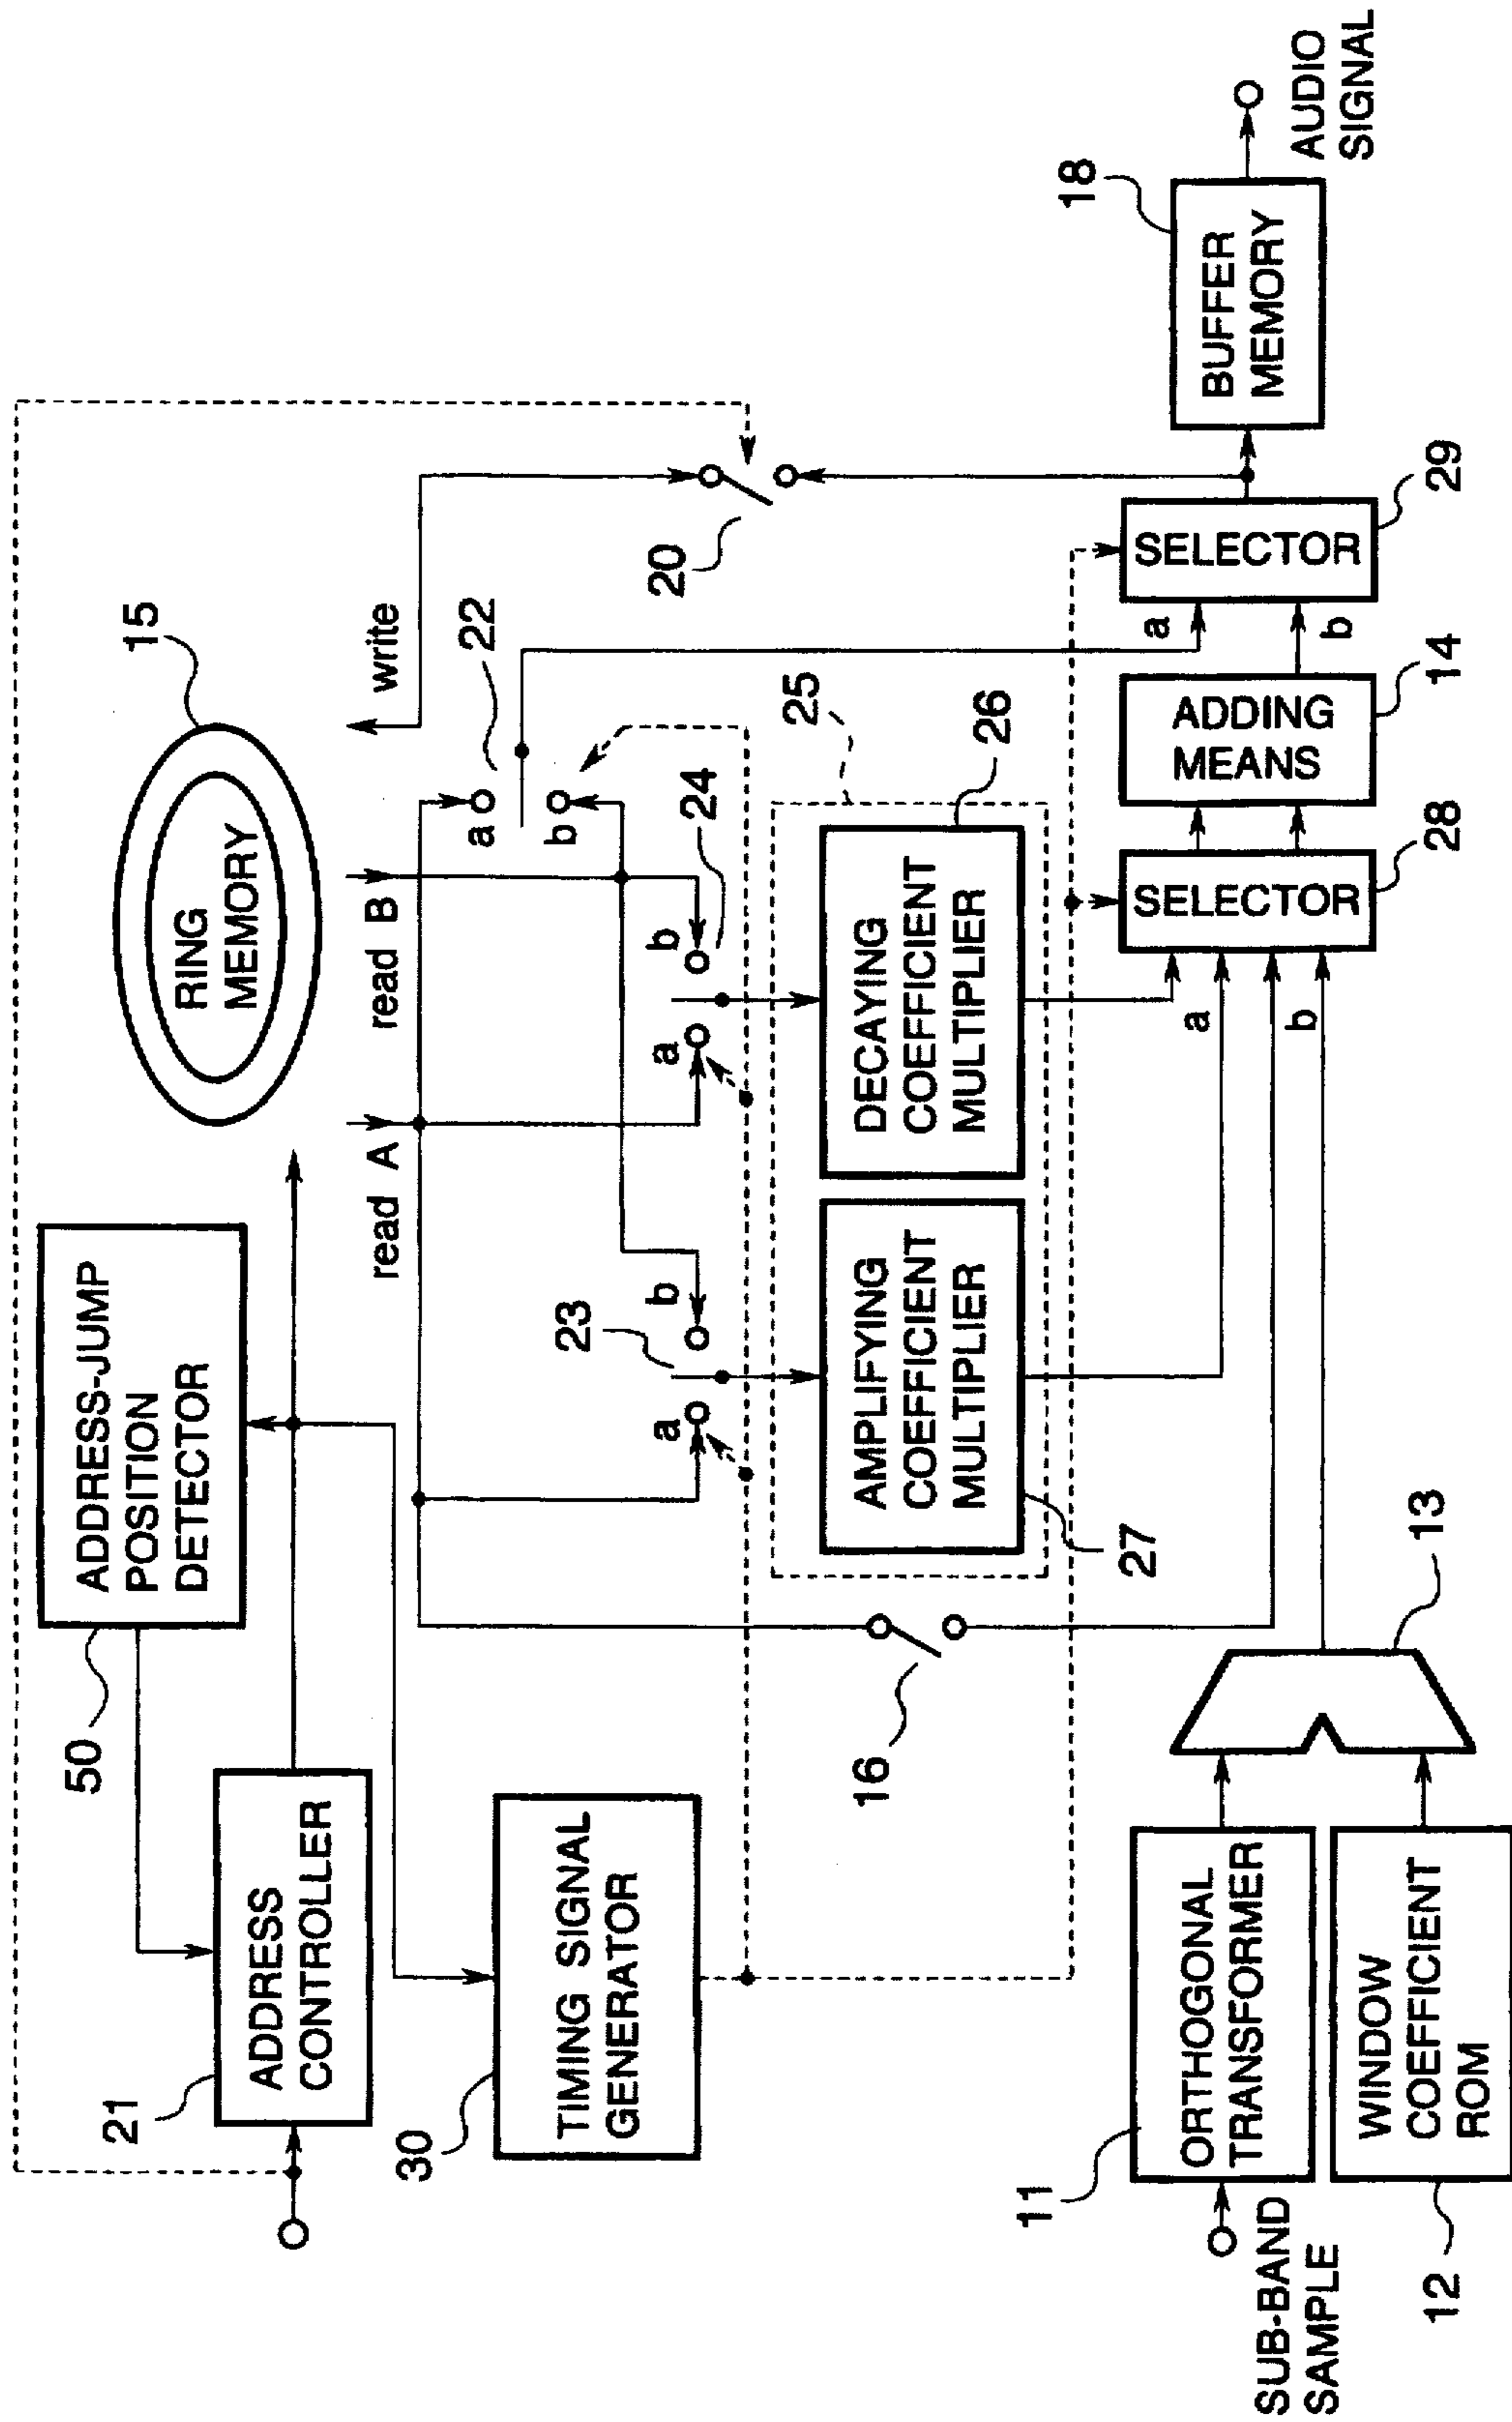 50
ADDRESS-JUMP
POSITION
DETECTOR
15
RING
MEMORY
21
ADDRESS
CONTROLLER
read A
read B
write
22
a
b
20
30
TIMING SIGNAL
GENERATOR
23
a
b
24
a
b
25
16
AMPLIFYING
COEFFICIENT
MULTIPLIER
27
DECAYING
COEFFICIENT
MULTIPLIER
26
18
BUFFER
MEMORY
AUDIO
SIGNAL
11
ORTHOGONAL
TRANSFORMER
SUB-BAND
SAMPLE
12
WINDOW
COEFFICIENT
ROM
13
a
b
SELECTOR
28
ADDING
MEANS
14
a
b
SELECTOR
29